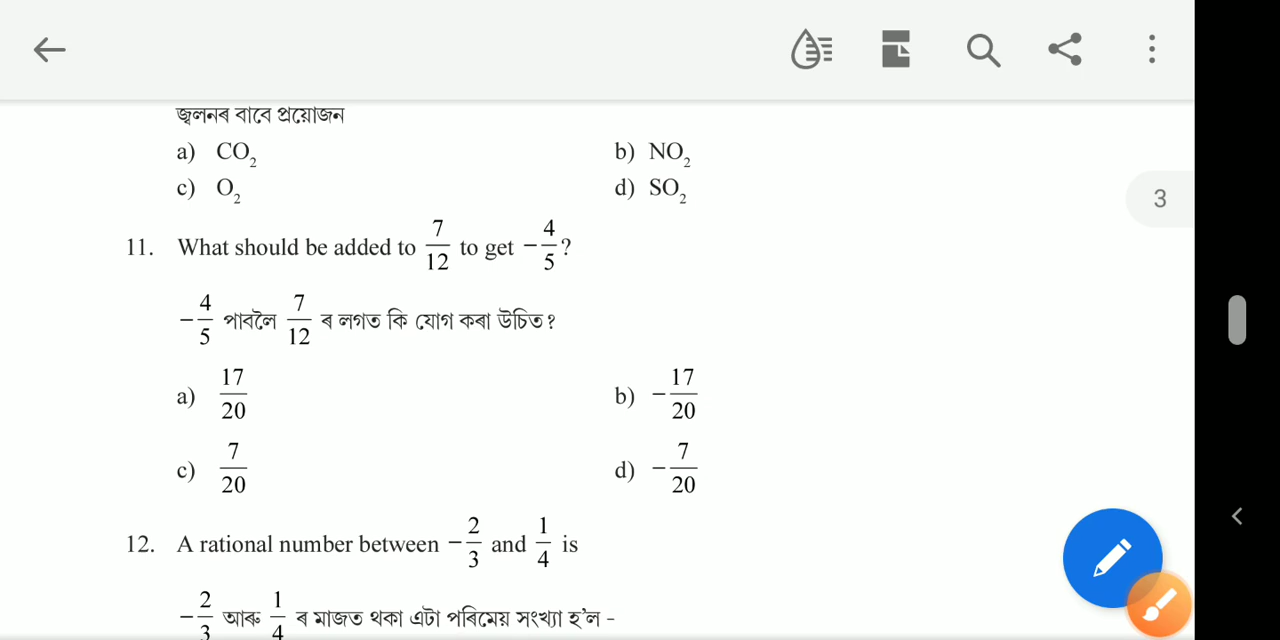 জ্বলনৰ বাবে প্ৰয়োজন
a) CO₂ b) NO₂
c) O₂ d) SO₂
3
11. What should be added to 7/12 to get −4/5?
−4/5 পাবলৈ 7/12 ৰ লগত কি যোগ কৰা উচিত?
a) 17/20 b) −17/20
c) 7/20 d) −7/20
12. A rational number between −2/3 and 1/4 is
−2/3 আৰু 1/4 ৰ মাজত থকা এটা পৰিমেয় সংখ্যা হ'ল -